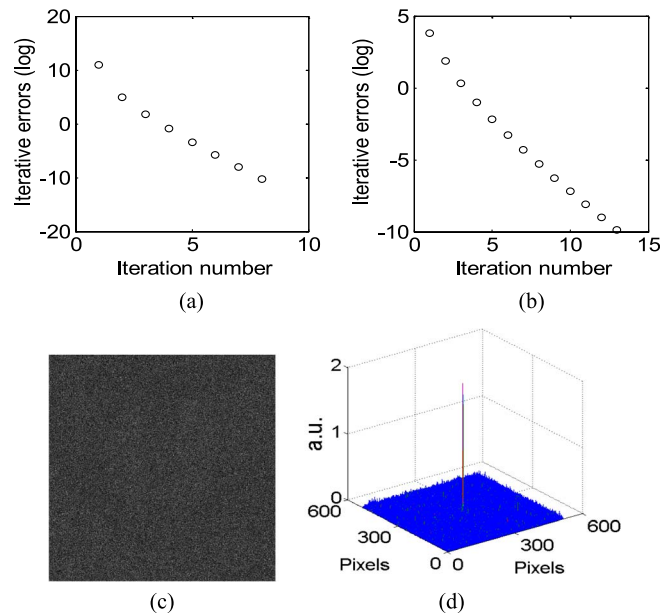 20
10
0
-10
-20
0
5
10
Iterative errors (log)
Iteration number
(a)
5
0
-5
-10
0
5
10
15
Iterative errors (log)
Iteration number
(b)
(c)
2
1
0
a.u.
600
300
0
Pixels
0
300
600
Pixels
(d)